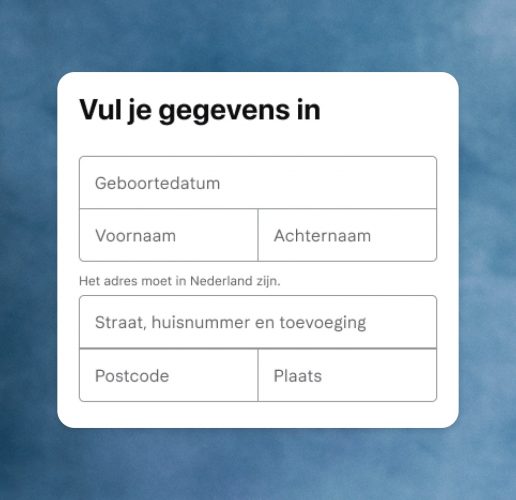 Vul je gegevens in
Geboortedatum
Voornaam Achternaam
Het adres moet in Nederland zijn.
Straat, huisnummer en toevoeging
Postcode Plaats